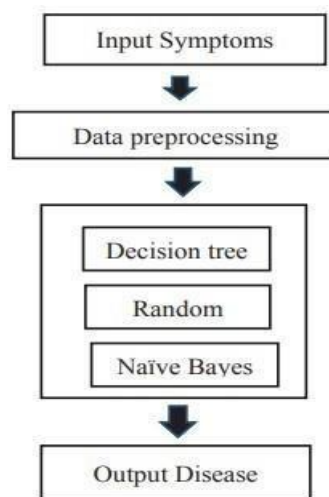 Input Symptoms
Data preprocessing
Decision tree
Random
Naïve Bayes
Output Disease